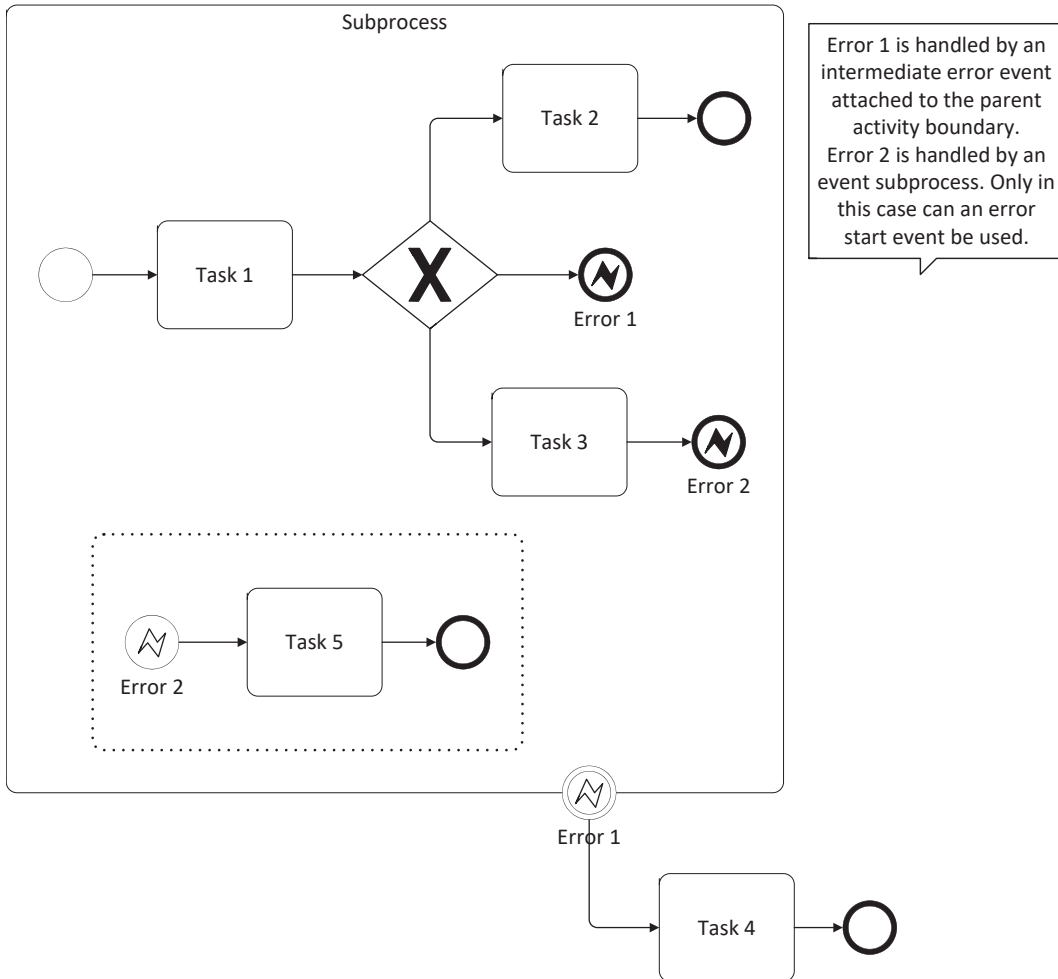 Subprocess
Error 1 is handled by an
intermediate error event
attached to the parent
activity boundary.
Error 2 is handled by an
event subprocess. Only in
this case can an error
start event be used.
Task 2
Task 1
X
Error 1
Task 3
Error 2
Task 5
Error 2
Error 1
Task 4